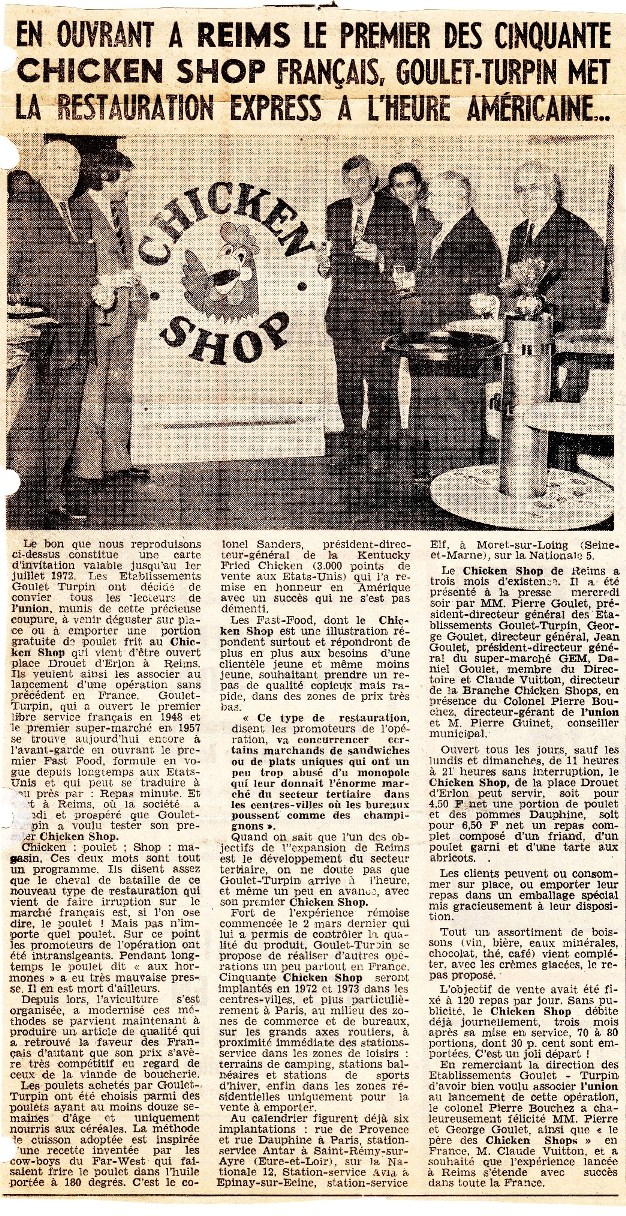 EN OUVRANT A REIMS LE PREMIER DES CINQUANTE
CHICKEN SHOP FRANÇAIS, GOULET-TURPIN MET
LA RESTAURATION EXPRESS A L'HEURE AMÉRICAINE...
CHICKEN
SHOP
Le bon que nous reproduisons
ci-dessus constitue une carte
d'invitation valable jusqu'au 1er
juillet 1972. Les Etablissements
Goulet Turpin ont décidé de
convier tous les lecteurs de
l'union, munis de cette précieuse
coupure, à venir déguster sur pla-
ce ou à emporter une portion
gratuite de poulet frit au Chic-
ken Shop qui vient d'être ouvert
place Drouet d'Erlon à Reims.
Ils veulent ainsi les associer au
lancement d'une opération sans
précédent en France. Goulet-
Turpin, qui a ouvert le premier
libre service français en 1948 et
le premier super-marché en 1957
se trouve aujourd'hui encore à
l'avant-garde en ouvrant le pre-
mier Fast Food, formule en vo-
gue depuis longtemps aux Etats-
Unis et qui peut se traduire à
peu près par : Repas minute. Et
à Reims, où la société a
et prospéré que Goulet-
a voulu tester son pre-
mier Chicken Shop.
Chicken : poulet ; Shop : ma-
gasin. Ces deux mots sont tout
un programme. Ils disent assez
que le cheval de bataille de ce
nouveau type de restauration qui
vient de faire irruption sur le
marché français est, si l'on ose
dire, le poulet ! Mais pas n'im-
porte quel poulet. Sur ce point
les promoteurs de l'opération ont
été intransigeants. Pendant long-
temps le poulet dit « aux hor-
mones » a eu très mauvaise pres-
se. Il en est mort d'ailleurs.
Depuis lors, l'aviculture s'est
organisée, a modernisé ces mé-
thodes se parvient maintenant à
produire un article de qualité qui
a retrouvé la faveur des Fran-
çais d'autant que son prix s'avè-
re très compétitif eu regard de
ceux de la viande de boucherie.
Les poulets achetés par Goulet-
Turpin ont été choisis parmi des
poulets ayant au moins douze se-
maines d'âge et uniquement
nourris aux céréales. La méthode
de cuisson adoptée est inspirée
d'une recette inventée par les
cow-boys du Far-West qui fai-
saient frire le poulet dans l'huile
portée à 180 degrés. C'est le co-
lonel Sanders, président-direc-
teur-général de la Kentucky
Fried Chicken (3.000 points de
vente aux Etats-Unis) qui l'a re-
mise en honneur en Amérique
avec un succès qui ne s'est pas
démenti.
Les Fast-Food, dont le Chic-
ken Shop est une illustration ré-
pondent surtout et répondront de
plus en plus aux besoins d'une
clientèle jeune et même moins
jeune, souhaitant prendre un re-
pas de qualité copieux mais ra-
pide, dans des zones de prix très
bas.
« Ce type de restauration,
disent les promoteurs de l'opé-
ration, va concurrencer cer-
tains marchands de sandwiches
ou de plats uniques qui ont un
peu trop abusé d'un monopole
qui leur donnait l'énorme mar-
ché du secteur tertiaire dans
les centres-villes où les bureaux
poussent comme des champi-
gnons ».
Quand on sait que l'un des ob-
jectifs de l'expansion de Reims
est le développement du secteur
tertiaire, on ne doute pas que
Goulet-Turpin arrive à l'heure,
et même un peu en avance, avec
son premier Chicken Shop.
Fort de l'expérience rémoise
commencée le 2 mars dernier qui
lui a permis de contrôler la qua-
lité du produit, Goulet-Turpin se
propose de réaliser d'autres opé-
rations un peu partout en France.
Cinquante Chicken Shop seront
implantés en 1972 et 1973 dans les
centres-villes, et plus particuliè-
rement à Paris, au milieu des zo-
nes de commerce et de bureaux,
sur les grands axes routiers, à
proximité immédiate des stations-
service dans les zones de loisirs :
terrains de camping, stations bal-
néaires et stations de sports
d'hiver, enfin dans les zones ré-
sidentielles uniquement pour la
vente à emporter.
Au calendrier figurent déjà six
implantations : rue de Provence
et rue Dauphine à Paris, station-
service Antar à Saint-Rémy-sur-
Avre (Eure-et-Loir), sur la Na-
tionale 12, Station-service Avia à
Epinay-sur-Seine, station-service
Elf, à Moret-sur-Loing (Seine-
et-Marne), sur la Nationale 5.
Le Chicken Shop de Reims a
trois mois d'existence. Il a été
présenté à la presse mercredi
soir par MM. Pierre Goulet, pré-
sident-directeur général des Eta-
blissements Goulet-Turpin, Geor-
ge Goulet, directeur général, Jean
Goulet, président-directeur géné-
ral du super-marché GEM, Da-
niel Goulet, membre du Direc-
toire et Claude Vuitton, directeur
de la Branche Chicken Shops, en
présence du Colonel Pierre Bou-
chez, directeur-gérant de l'union
et M. Pierre Guinet, conseiller
municipal.
Ouvert tous les jours, sauf les
lundis et dimanches, de 11 heures
à 21 heures sans interruption, le
Chicken Shop, de la place Drouet
d'Erlon peut servir, soit pour
4,50 F net une portion de poulet
et des pommes Dauphine, soit
pour 6,50 F net un repas com-
plet composé d'un friand, d'un
poulet garni et d'une tarte aux
abricots.
Les clients peuvent ou consom-
mer sur place, ou emporter leur
repas dans un emballage spécial
mis gracieusement à leur disposi-
tion.
Tout un assortiment de bois-
sons (vin, bière, eaux minérales,
chocolat, thé, café) vient complé-
ter, avec les crèmes glacées, le re-
pas proposé.
L'objectif de vente avait été fi-
xé à 120 repas par jour. Sans pu-
blicité, le Chicken Shop débite
déjà journellement, trois mois
après sa mise en service, 70 à 80
portions, dont 30 p. cent sont em-
portées. C'est un joli départ !
En remerciant la direction des
Etablissements Goulet - Turpin
d'avoir bien voulu associer l'union
au lancement de cette opération,
le colonel Pierre Bouchez a cha-
leureusement félicité MM. Pierre
et George Goulet, ainsi que « le
père des Chicken Shops » en
France, M. Claude Vuitton, et a
souhaité que l'expérience lancée
à Reims s'étende avec succès
dans toute la France.